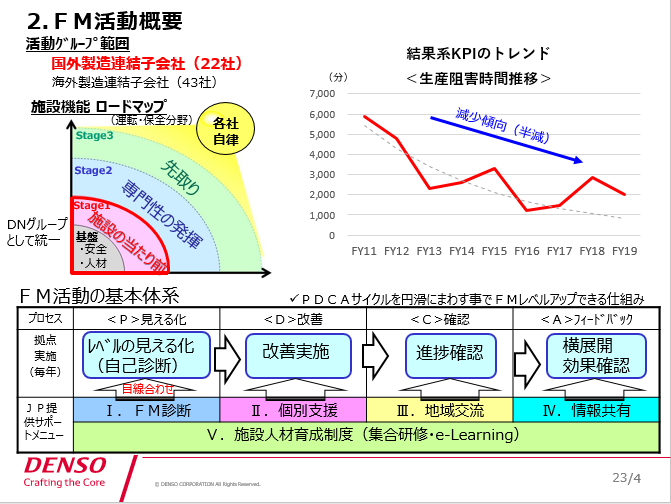 2.ＦＭ活動概要
活動ｸﾞﾙｰﾌﾟ範囲
国外製造連結子会社（22社）
海外製造連結子会社（43社）
施設機能 ロードマップ
（運転･保全分野）
各社
自律
Stage3
先取り
Stage2
専門性の発揮
Stage1
施設の当たり前
DNグループ
として統一
基盤
･安全
･人材
結果系KPIのトレンド
＜生産阻害時間推移＞
（分）
減少傾向（半減）
7,000
6,000
5,000
4,000
3,000
2,000
1,000
0
FY11 FY12 FY13 FY14 FY15 FY16 FY17 FY18 FY19
ＦＭ活動の基本体系
✓ＰＤＣＡサイクルを円滑にまわす事でＦＭレベルアップできる仕組み
プロセス ＜Ｐ＞見える化 ＜Ｄ＞改善 ＜Ｃ＞確認 ＜Ａ＞ﾌｨｰﾄﾞﾊﾞｯｸ
拠点
実施
（毎年）
ﾚﾍﾞﾙの見える化
（自己診断）
改善実施
進捗確認
横展開
効果確認
目線合わせ
ＪＰ提
供サポー
トメニュー
Ⅰ．ＦＭ診断 Ⅱ．個別支援 Ⅲ．地域交流 Ⅳ．情報共有
Ⅴ．施設人材育成制度（集合研修･e-Learning）
DENSO
Crafting the Core
© DENSO CORPORATION All Rights Reserved.
23/4